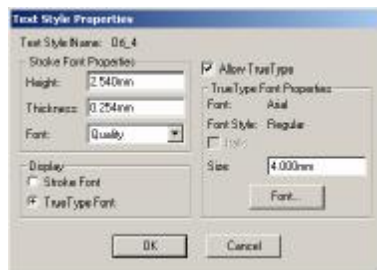 Text Style Properties
Text Style Name: D6_4
Stroke Font Properties
Height: 2.540mm
Thickness: 0.254mm
Font: Quality
Display
Stroke Font
TrueType Font
Allow TrueType
TrueType Font Properties
Font: Arial
Font Style: Regular
Italic
Size: 4.000mm
Font...
OK
Cancel